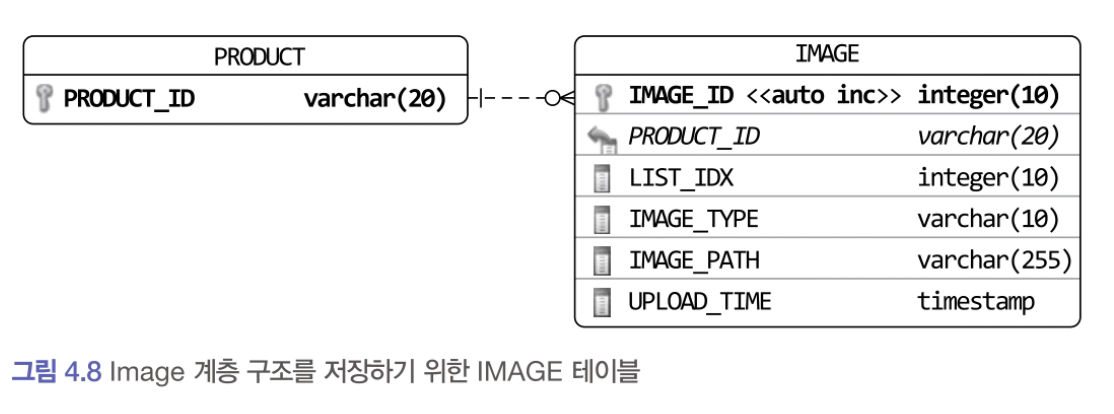 PRODUCT
PRODUCT_ID varchar(20)
IMAGE
IMAGE_ID <<auto inc>> integer(10)
PRODUCT_ID varchar(20)
LIST_IDX integer(10)
IMAGE_TYPE varchar(10)
IMAGE_PATH varchar(255)
UPLOAD_TIME timestamp
그림 4.8 Image 계층 구조를 저장하기 위한 IMAGE 테이블